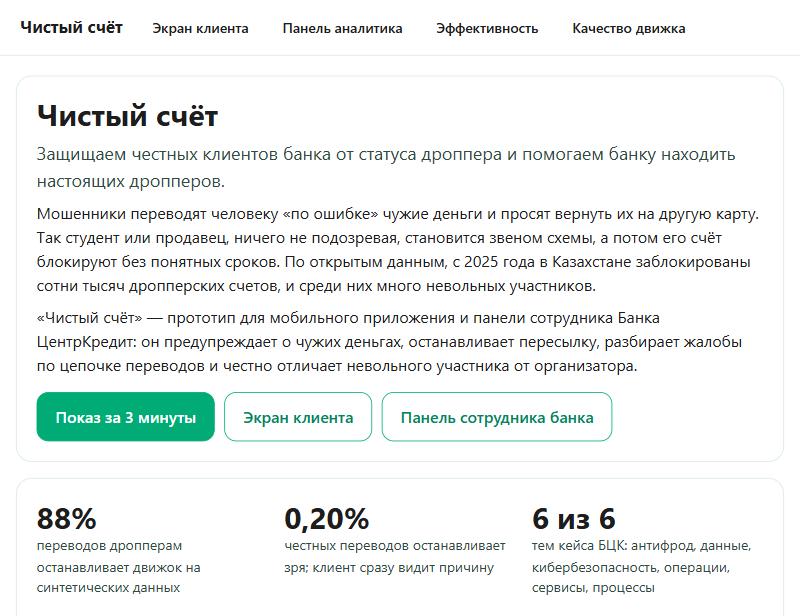 Чистый счёт Экран клиента Панель аналитика Эффективность Качество движка
Чистый счёт
Защищаем честных клиентов банка от статуса дроппера и помогаем банку находить
настоящих дропперов.
Мошенники переводят человеку «по ошибке» чужие деньги и просят вернуть их на другую карту.
Так студент или продавец, ничего не подозревая, становится звеном схемы, а потом его счёт
блокируют без понятных сроков. По открытым данным, с 2025 года в Казахстане заблокированы
сотни тысяч дропперских счетов, и среди них много невольных участников.
«Чистый счёт» — прототип для мобильного приложения и панели сотрудника Банка
ЦентрКредит: он предупреждает о чужих деньгах, останавливает пересылку, разбирает жалобы
по цепочке переводов и честно отличает невольного участника от организатора.
Показ за 3 минуты Экран клиента Панель сотрудника банка
88%
переводов дропперам
останавливает движок на
синтетических данных
0,20%
честных переводов останавливает
зря; клиент сразу видит причину
6 из 6
тем кейса БЦК: антифрод, данные,
кибербезопасность, операции,
сервисы, процессы